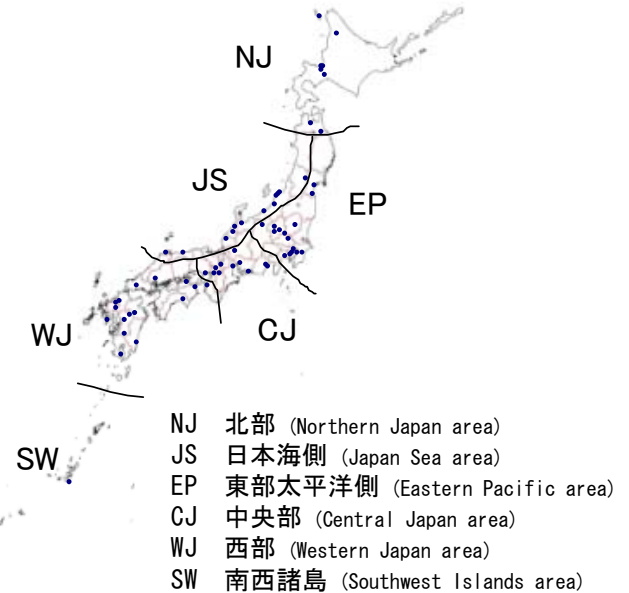 NJ
JS
EP
CJ
WJ
SW
NJ 北部 (Northern Japan area)
JS 日本海側 (Japan Sea area)
EP 東部太平洋側 (Eastern Pacific area)
CJ 中央部 (Central Japan area)
WJ 西部 (Western Japan area)
SW 南西諸島 (Southwest Islands area)